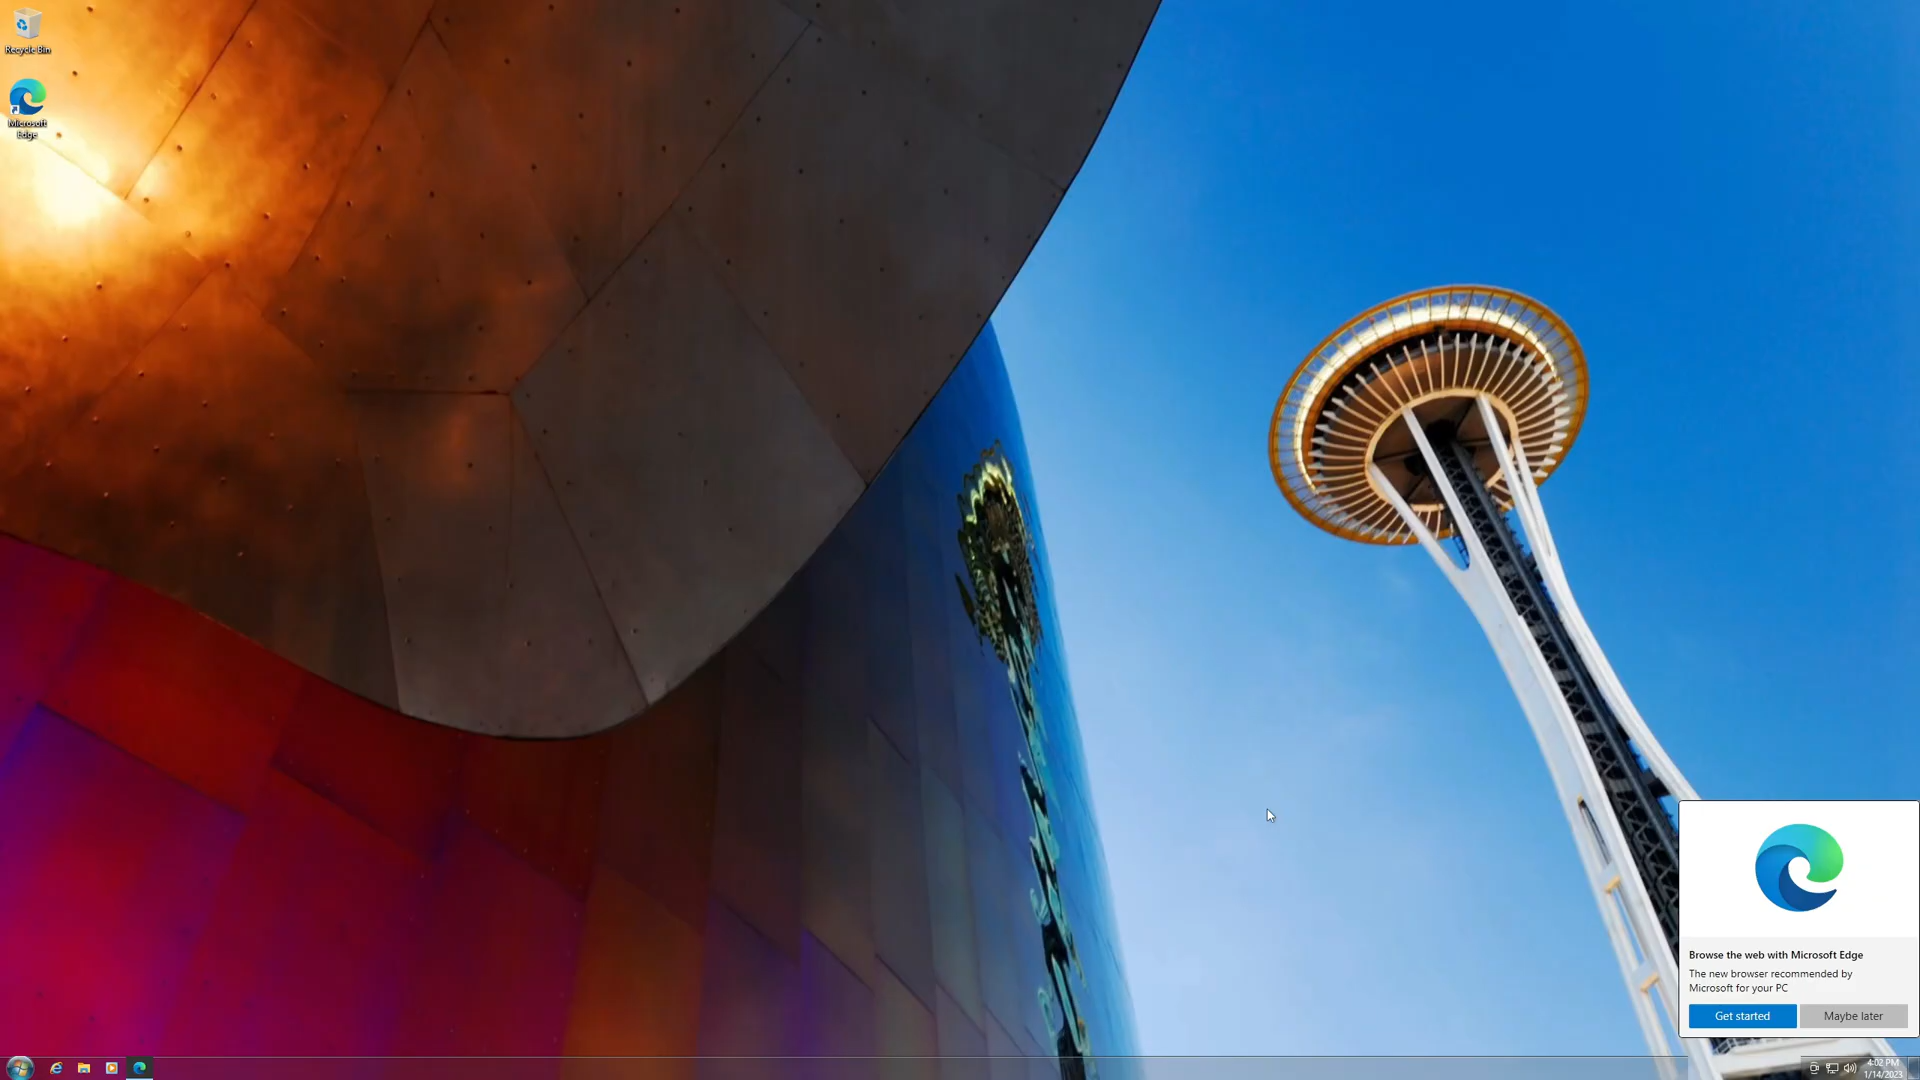 Recycle Bin
Microsoft
Edge
Browse the web with Microsoft Edge
The new browser recommended by
Microsoft for your PC
Get started
Maybe later
4:02 PM
1/14/2023